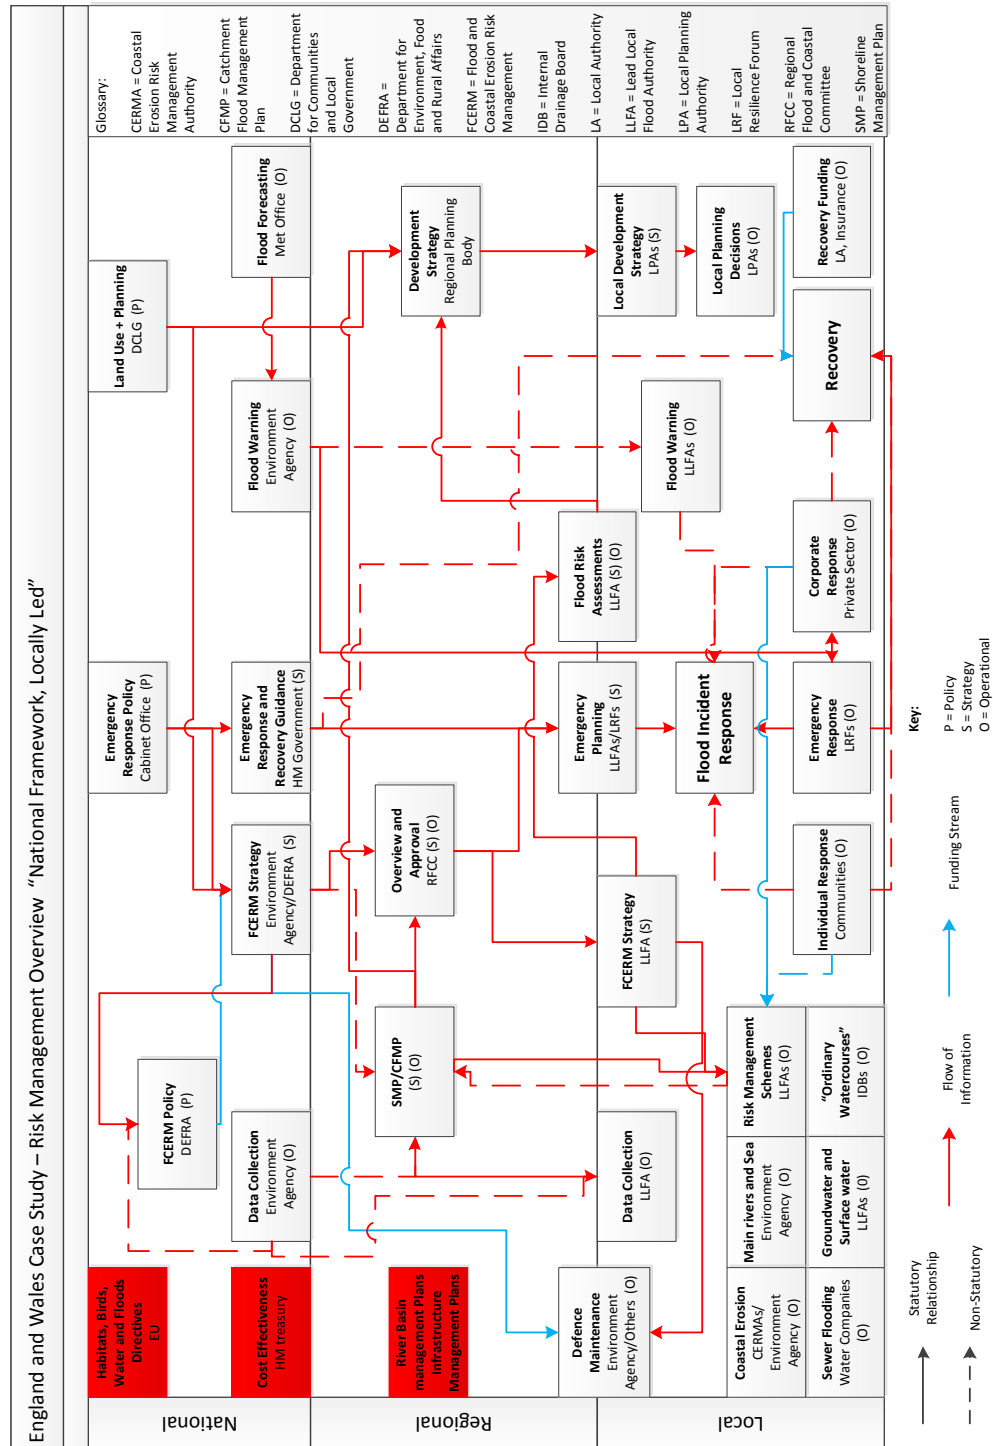 England and Wales Case Study – Risk Management Overview “National Framework, Locally Led”
National
Habitats, Birds,
Water and Floods
Directives
EU
FCERM Policy
DEFRA (P)
Emergency
Response Policy
Cabinet Office (P)
Land Use + Planning
DCLG (P)
Cost Effectiveness
HM treasury
Data Collection
Environment
Agency (O)
FCERM Strategy
Environment
Agency/DEFRA (S)
Emergency
Response and
Recovery Guidance
HM Government (S)
Flood Warning
Environment
Agency (O)
Flood Forecasting
Met Office (O)
Regional
River Basin
management Plans
Infrastructure
Management Plans
SMP/CFMP
(S) (O)
Overview and
Approval
RFCC (S) (O)
Development
Strategy
Regional Planning
Body
Defence
Maintenance
Environment
Agency/Others (O)
Emergency
Planning
LLFAs/LRFs (S)
Flood Risk
Assessments
LLFA (S) (O)
Local
Data Collection
LLFA (O)
FCERM Strategy
LLFA (S)
Local Development
Strategy
LPAs (S)
Flood Warning
LLFAs (O)
Flood Incident
Response
Local Planning
Decisions
LPAs (O)
Coastal Erosion
CERMAs/
Environment
Agency (O)
Main rivers and Sea
Environment
Agency (O)
Risk Management
Schemes
LLFAs (O)
Sewer Flooding
Water Companies
(O)
Groundwater and
Surface water
LLFAs (0)
“Ordinary
Watercourses”
IDBs (O)
Individual Response
Communities (O)
Emergency
Response
LRFs (O)
Corporate
Response
Private Sector (O)
Recovery
Recovery Funding
LA, Insurance (O)
Glossary:
CERMA = Coastal
Erosion Risk
Management
Authority
CFMP = Catchment
Flood Management
Plan
DCLG = Department
for Communities
and Local
Government
DEFRA =
Department for
Environment, Food
and Rural Affairs
FCERM = Flood and
Coastal Erosion Risk
Management
IDB = Internal
Drainage Board
LA = Local Authority
LLFA = Lead Local
Flood Authority
LPA = Local Planning
Authority
LRF = Local
Resilience Forum
RFCC = Regional
Flood and Coastal
Committee
SMP = Shoreline
Management Plan
Key:
Statutory
Relationship
Non-Statutory
Flow of
Information
Funding Stream
P = Policy
S = Strategy
O = Operational